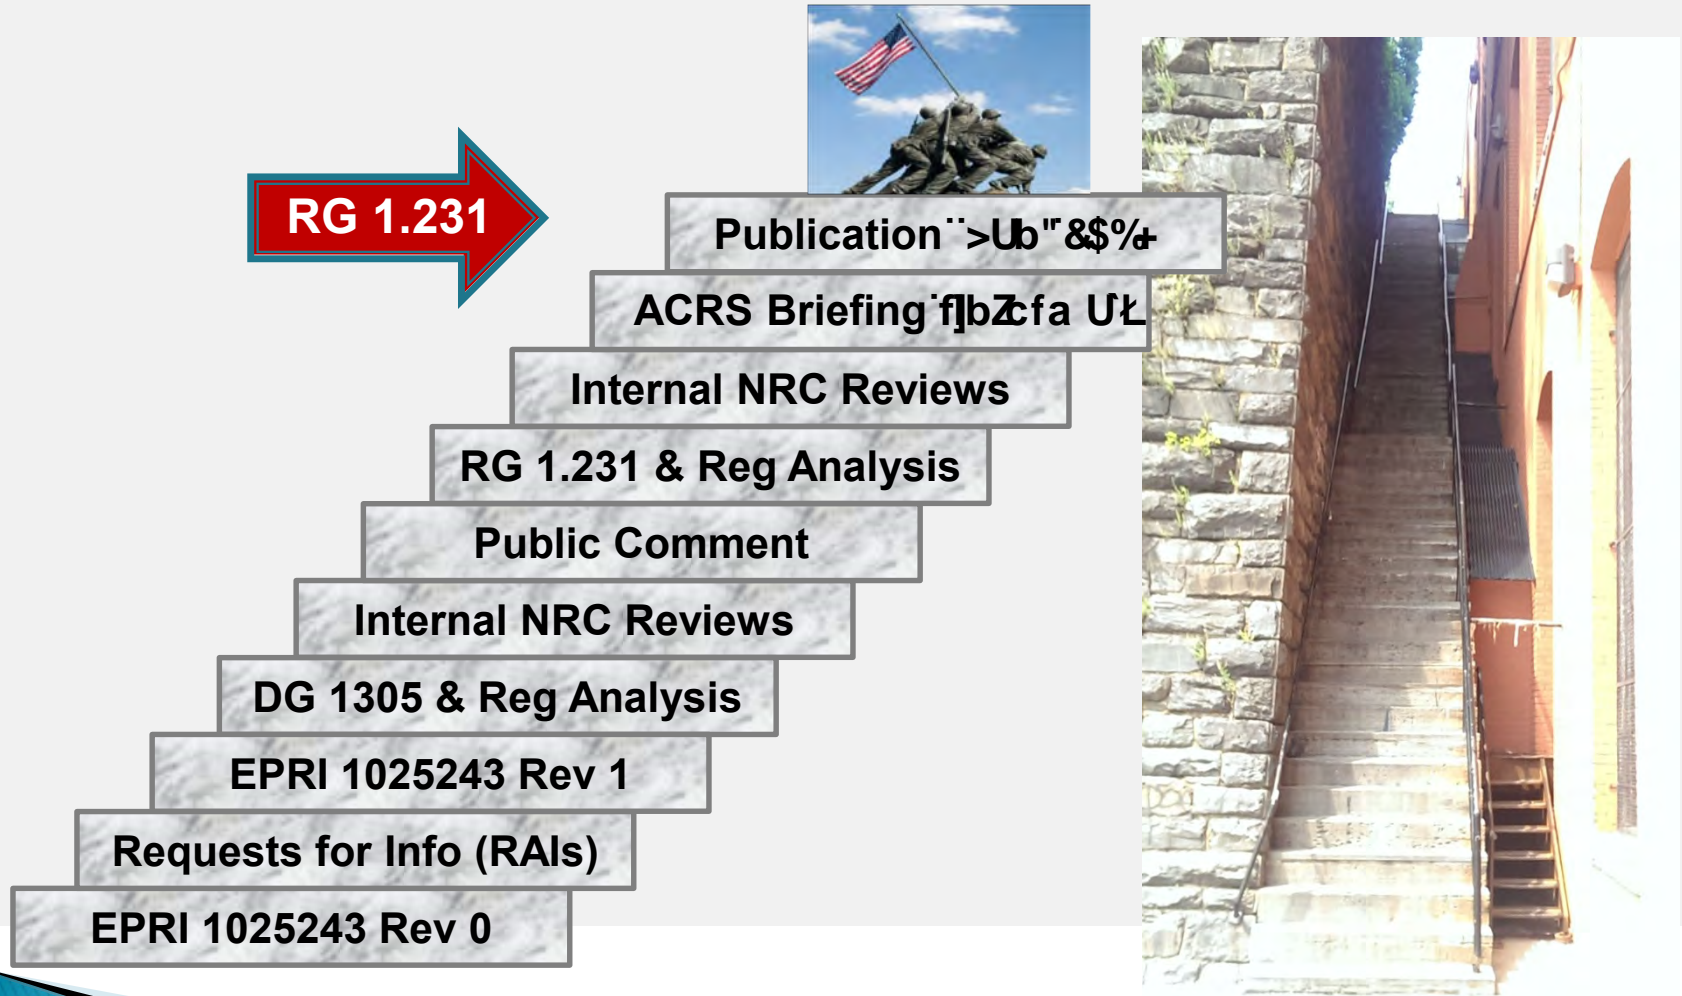 RG 1.231
Publication
ACRS Briefing
Internal NRC Reviews
RG 1.231 & Reg Analysis
Public Comment
Internal NRC Reviews
DG 1305 & Reg Analysis
EPRI 1025243 Rev 1
Requests for Info (RAIs)
EPRI 1025243 Rev 0